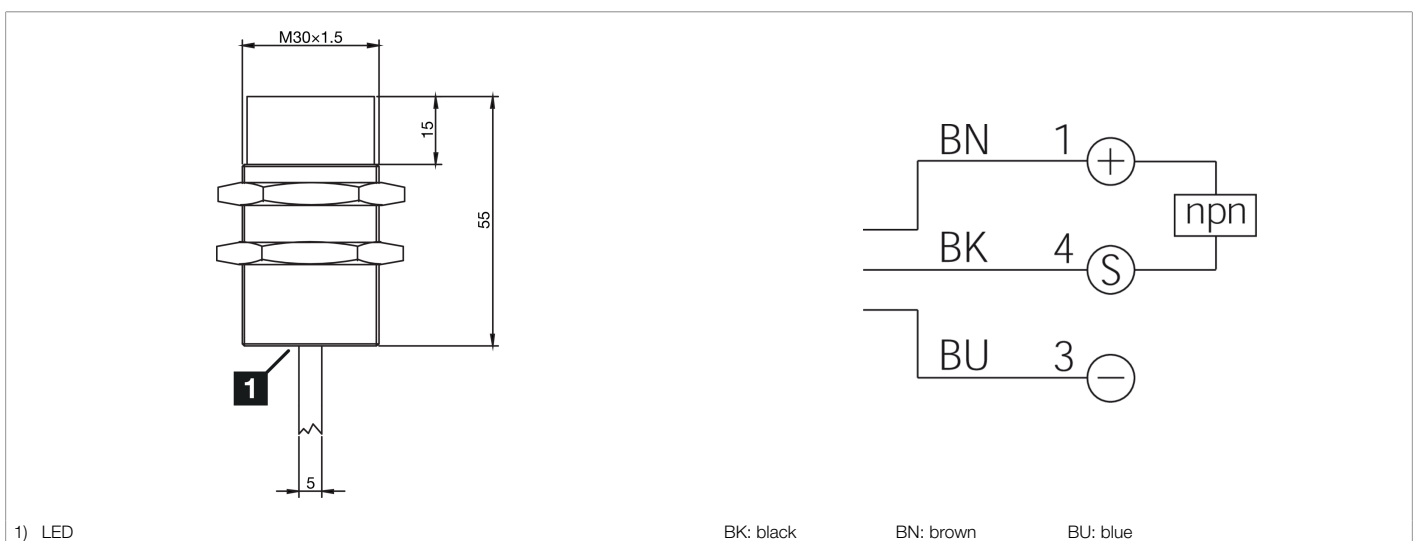 M30×1.5
15
55
1
5
BN 1 +
npn
BK 4 S
BU 3 −
1) LED
BK: black BN: brown BU: blue